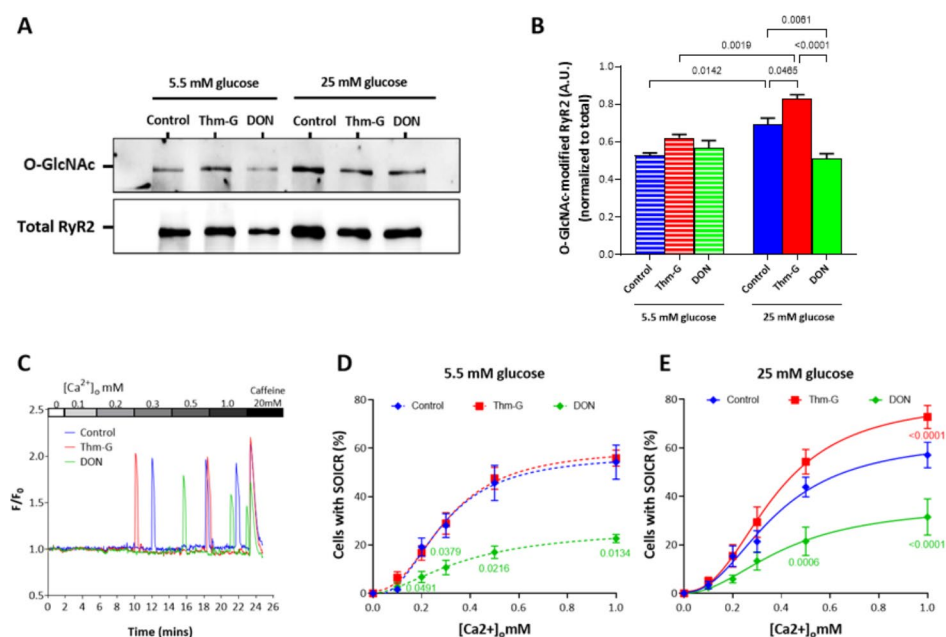 A
5.5 mM glucose
25 mM glucose
Control Thm-G DON Control Thm-G DON
O-GlcNAc
Total RyR2
B
0.0061
0.0019 <0.0001
0.0142 0.0465
O-GlcNAc-modified RyR2 (A.U.)
(normalized to total)
1.0
0.8
0.6
0.4
0.2
0.0
Control Thm-G DON Control Thm-G DON
5.5 mM glucose 25 mM glucose
C
[Ca2+]o mM
Caffeine
0 0.1 0.2 0.3 0.5 1.0 20mM
2.5
2.0
1.5
1.0
0.5
Control
Thm-G
DON
F/F0
0 2 4 6 8 10 12 14 16 18 20 22 24 26
Time (mins)
D
5.5 mM glucose
Control Thm-G DON
Cells with SOICR (%)
80
60
40
20
0
0.0379
0.0491
0.0216
0.0134
0.0 0.2 0.4 0.6 0.8 1.0
[Ca2+]o mM
E
25 mM glucose
Control Thm-G DON
Cells with SOICR (%)
80
60
40
20
0
<0.0001
0.0006
<0.0001
0.0 0.2 0.4 0.6 0.8 1.0
[Ca2+]o mM